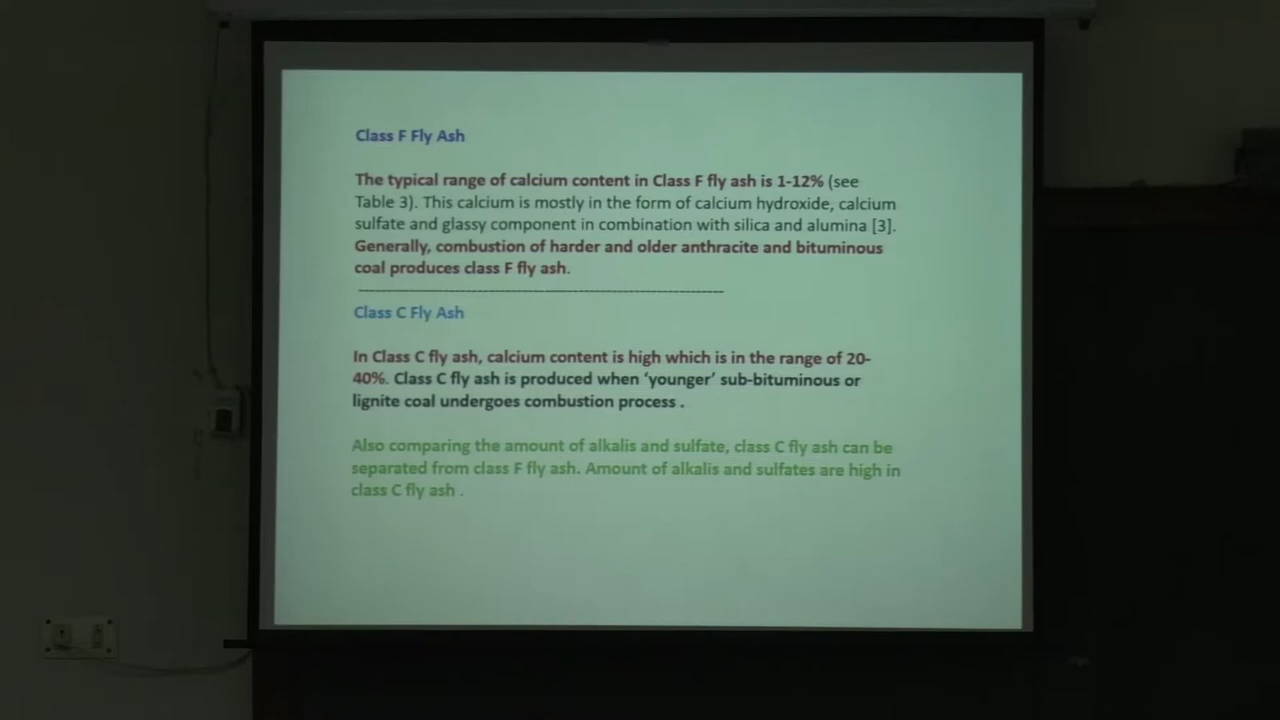 Class F Fly Ash
The typical range of calcium content in Class F fly ash is 1-12% (see
Table 3). This calcium is mostly in the form of calcium hydroxide, calcium
sulfate and glassy component in combination with silica and alumina [3].
Generally, combustion of harder and older anthracite and bituminous
coal produces class F fly ash.
Class C Fly Ash
In Class C fly ash, calcium content is high which is in the range of 20-
40%. Class C fly ash is produced when ‘younger’ sub-bituminous or
lignite coal undergoes combustion process .
Also comparing the amount of alkalis and sulfate, class C fly ash can be
separated from class F fly ash. Amount of alkalis and sulfates are high in
class C fly ash .